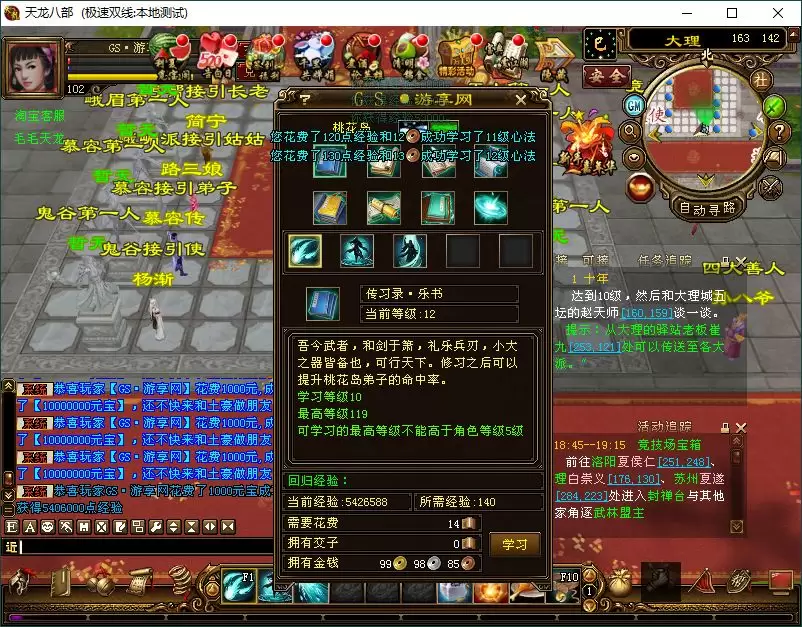 天龙八部 (极速双线:本地测试)
GS·游
102
大理
163 142
北
安全
社
GM
自动寻路
淘宝客服
毛毛天龙
峨眉第一人
接引长老
简宁
慕容第
派接引姑姑
路三娘
慕容接引弟子
鬼谷第一人
慕容传
鬼谷接引使
杨渐
GS●游享网
桃花岛
您花费了120点经验和12 成功学习了11级心法
您花费了130点经验和13 成功学习了12级心法
传习录·乐书
当前等级:12
吾今武者，和剑于箫，礼乐兵刃，小大
之器皆备也，可行天下。修习之后可以
提升桃花岛弟子的命中率。
学习等级10
最高等级119
可学习的最高等级不能高于角色等级5级
回归经验：
当前经验:5426588
所需经验:140
需要花费
14
拥有交子
0
拥有金钱
99 98 85
学习
可接
任务追踪
四大善人
1 十年
达到10级，然后和大理城五
坛的赵天师[160,159]谈一谈。
提示：从大理的驿站老板崔
九[253,121]处可以传送至各大
派。”
八爷
活动追踪
18:45--19:15 竞技场宝箱
前往洛阳夏侯仁[251,248]、
理白崇义[176,130]、苏州夏遂
[284,223]处进入封禅台与其他
家角逐武林盟主
恭喜玩家【GS·游享网】花费1000元,成
了【10000000元宝】,还不快来和土豪做朋友
恭喜玩家【GS·游享网】花费1000元,成
了【10000000元宝】,还不快来和土豪做朋友
恭喜玩家【GS·游享网】花费1000元,成
了【10000000元宝】,还不快来和土豪做朋友
恭喜玩家GS·游享网花费了1000元宝成
获得5406000点经验
近
F1
F10
1